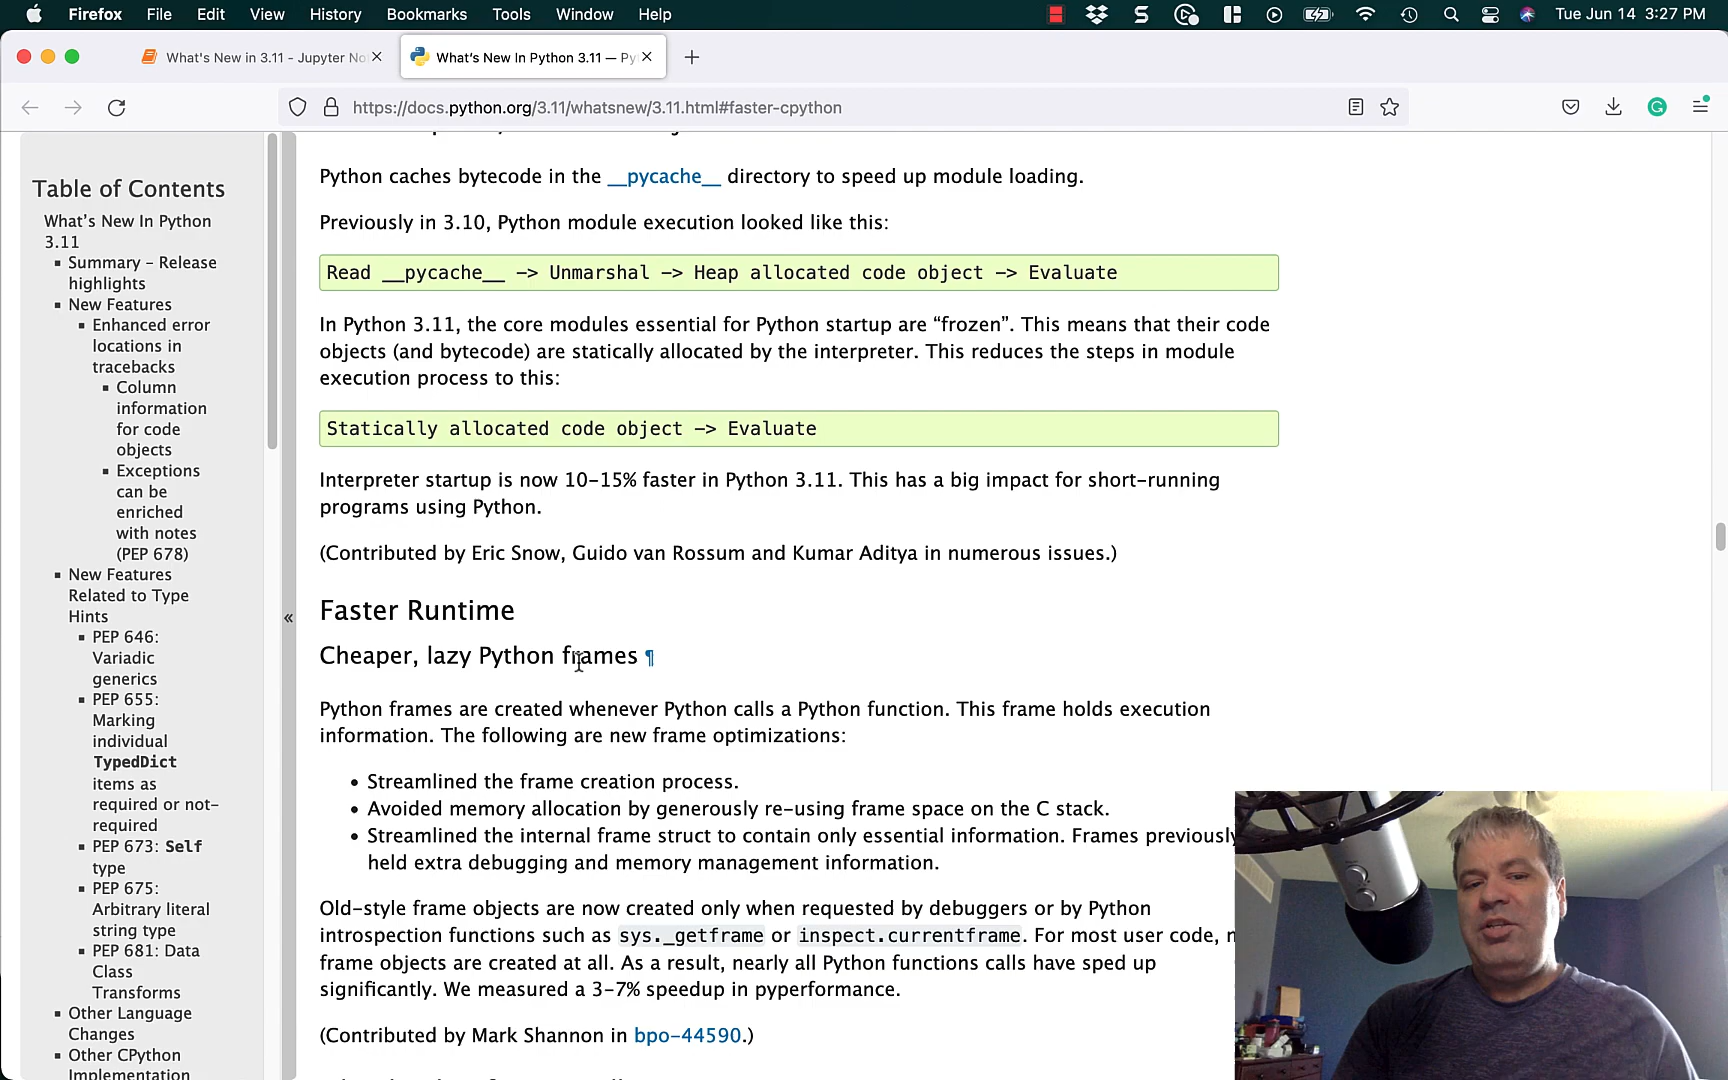 Firefox File Edit View History Bookmarks Tools Window Help Tue Jun 14 3:27 PM
What's New in 3.11 - Jupyter No
What's New In Python 3.11 — Py
https://docs.python.org/3.11/whatsnew/3.11.html#faster-cpython
Table of Contents
What's New In Python
3.11
Summary – Release
highlights
New Features
Enhanced error
locations in
tracebacks
Column
information
for code
objects
Exceptions
can be
enriched
with notes
(PEP 678)
New Features
Related to Type
Hints
PEP 646:
Variadic
generics
PEP 655:
Marking
individual
TypedDict
items as
required or not-
required
PEP 673: Self
type
PEP 675:
Arbitrary literal
string type
PEP 681: Data
Class
Transforms
Other Language
Changes
Other CPython
Implementation
«
Python caches bytecode in the __pycache__ directory to speed up module loading.
Previously in 3.10, Python module execution looked like this:
Read __pycache__ -> Unmarshal -> Heap allocated code object -> Evaluate
In Python 3.11, the core modules essential for Python startup are “frozen”. This means that their code
objects (and bytecode) are statically allocated by the interpreter. This reduces the steps in module
execution process to this:
Statically allocated code object -> Evaluate
Interpreter startup is now 10-15% faster in Python 3.11. This has a big impact for short-running
programs using Python.
(Contributed by Eric Snow, Guido van Rossum and Kumar Aditya in numerous issues.)
Faster Runtime
Cheaper, lazy Python frames ¶
Python frames are created whenever Python calls a Python function. This frame holds execution
information. The following are new frame optimizations:
• Streamlined the frame creation process.
• Avoided memory allocation by generously re-using frame space on the C stack.
• Streamlined the internal frame struct to contain only essential information. Frames previously
held extra debugging and memory management information.
Old-style frame objects are now created only when requested by debuggers or by Python
introspection functions such as sys._getframe or inspect.currentframe. For most user code,
frame objects are created at all. As a result, nearly all Python functions calls have sped up
significantly. We measured a 3-7% speedup in pyperformance.
(Contributed by Mark Shannon in bpo-44590.)